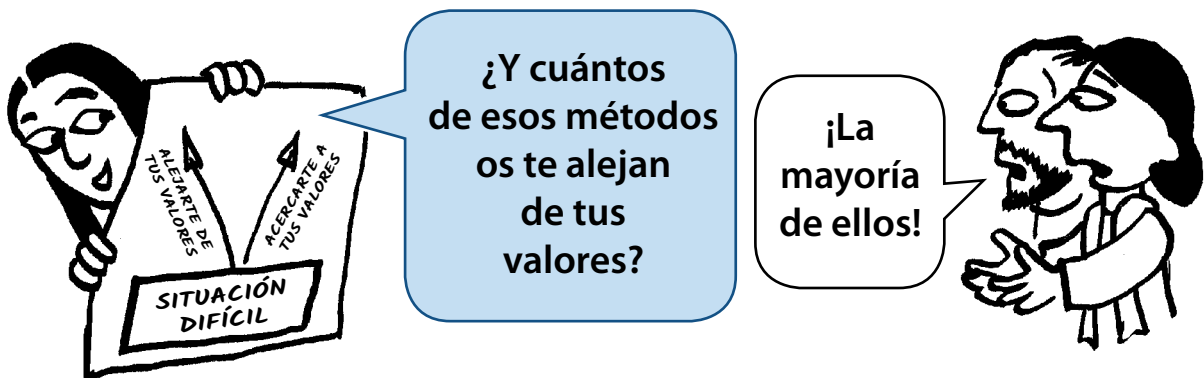 ¿Y cuántos
de esos métodos
os te alejan
de tus
valores?
¡La
mayoría
de ellos!
ALEJARTE DE
TUS VALORES
ACERCARTE A
TUS VALORES
SITUACIÓN
DIFÍCIL